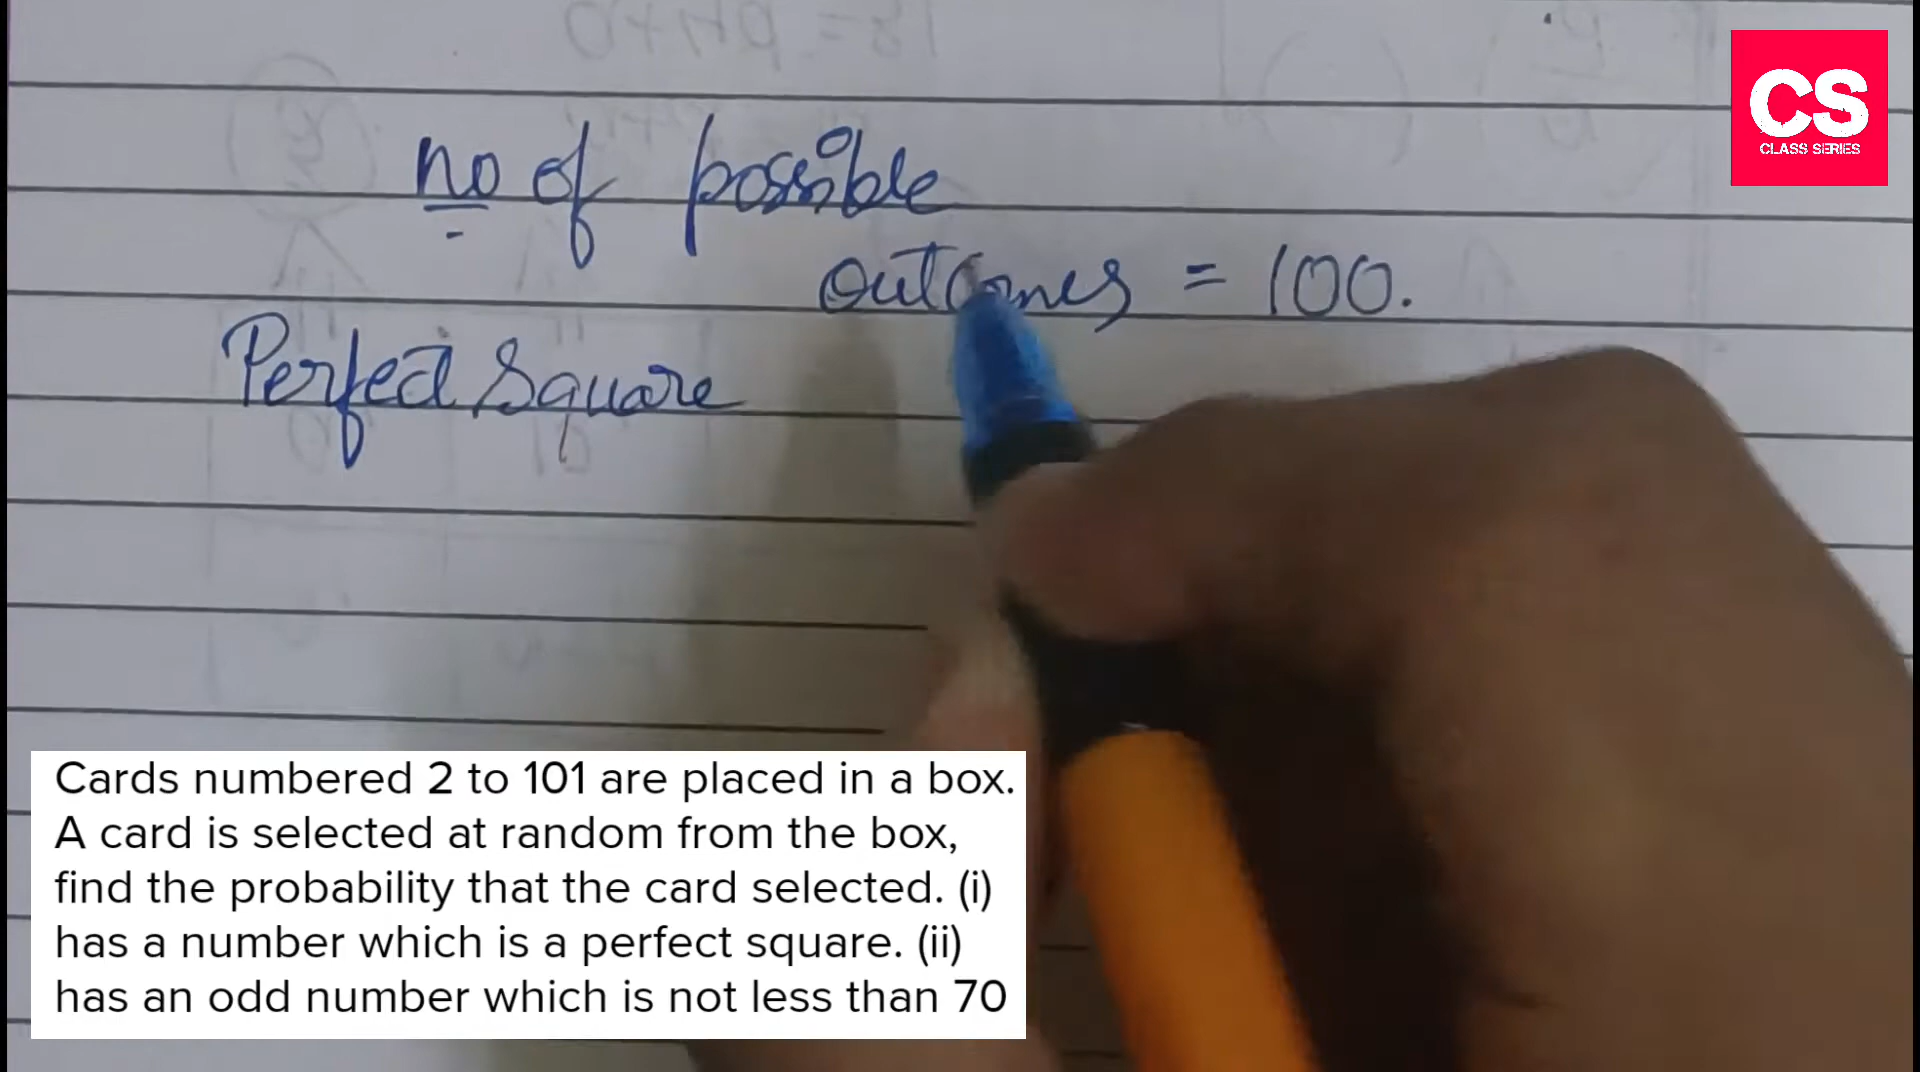 CS
CLASS SERIES
no of possible
outcomes = 100.
Perfect Square
Cards numbered 2 to 101 are placed in a box.
A card is selected at random from the box,
find the probability that the card selected. (i)
has a number which is a perfect square. (ii)
has an odd number which is not less than 70